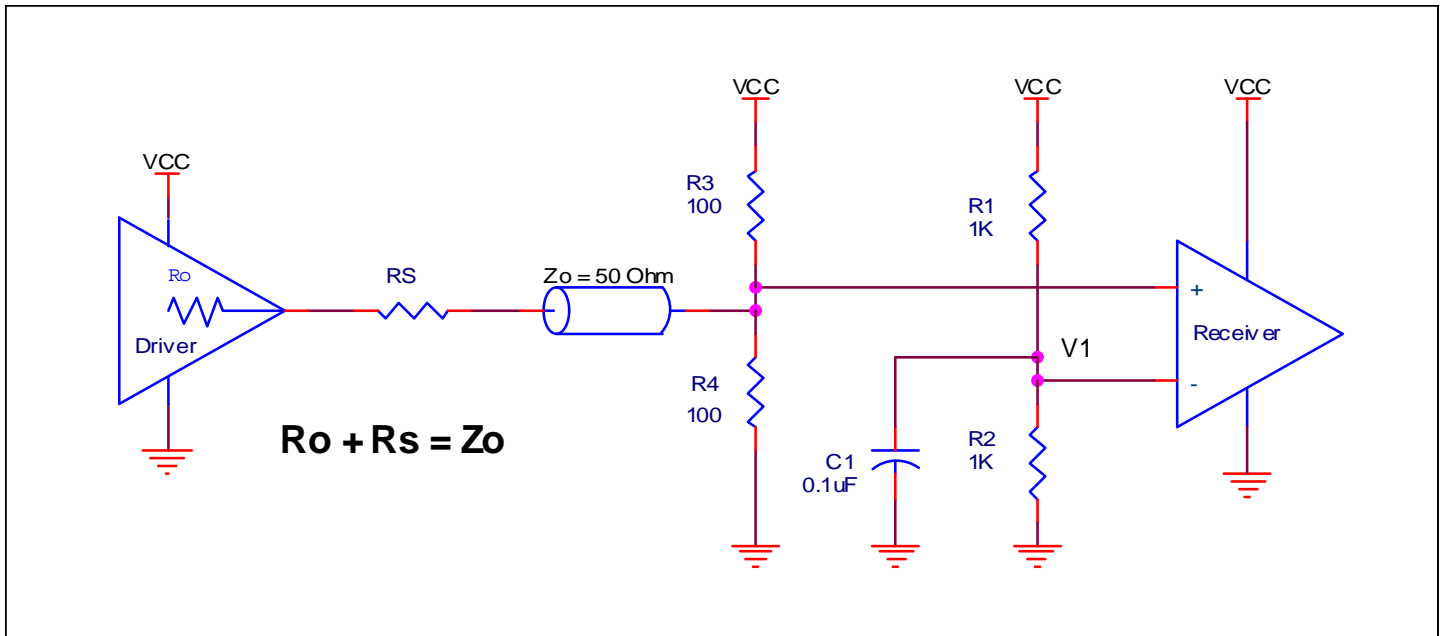 VCC
VCC
VCC
VCC
R3
100
R1
1K
Ro
RS
Zo = 50 Ohm
+
Driver
Receiver
V1
-
R4
100
Ro + Rs = Zo
C1
0.1uF
R2
1K